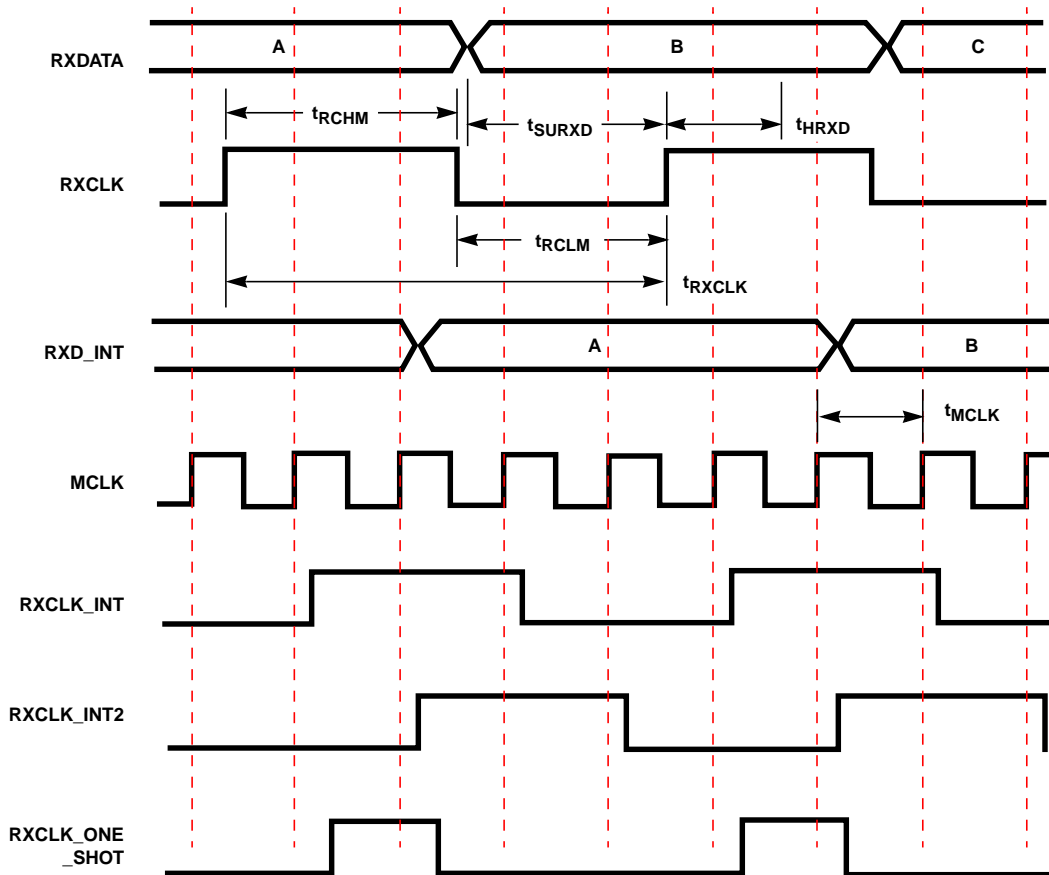 RXDATA
A
B
C
tRCHM
tSURXD
tHRXD
RXCLK
tRCLM
tRXCLK
RXD_INT
A
B
tMCLK
MCLK
RXCLK_INT
RXCLK_INT2
RXCLK_ONE
_SHOT